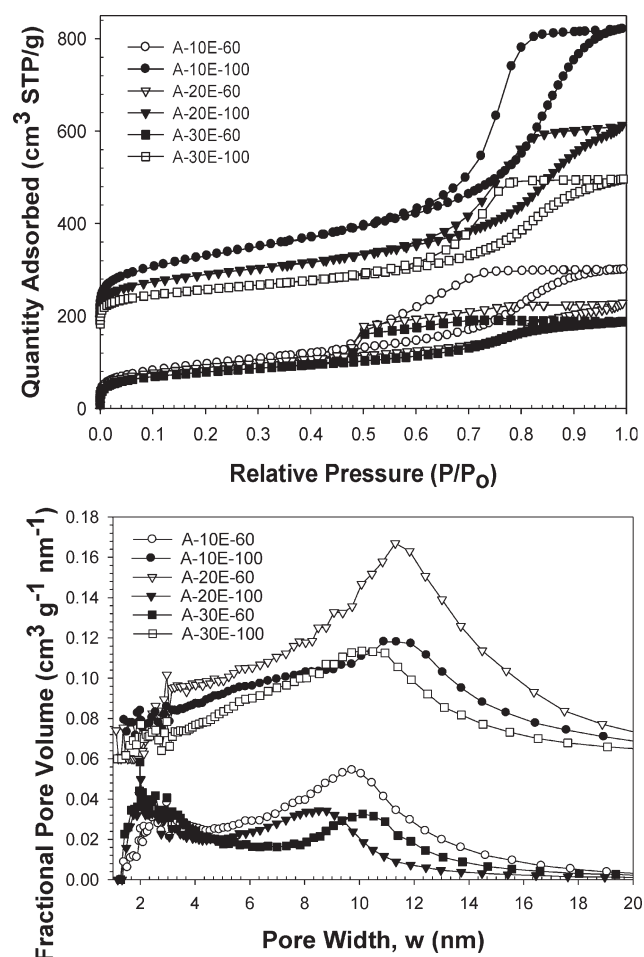 Quantity Adsorbed (cm³ STP/g)
800
600
400
200
0
A-10E-60
A-10E-100
A-20E-60
A-20E-100
A-30E-60
A-30E-100
0.0 0.1 0.2 0.3 0.4 0.5 0.6 0.7 0.8 0.9 1.0
Relative Pressure (P/Po)
Fractional Pore Volume (cm³ g⁻¹ nm⁻¹)
0.18
0.16
0.14
0.12
0.10
0.08
0.06
0.04
0.02
0.00
A-10E-60
A-10E-100
A-20E-60
A-20E-100
A-30E-60
A-30E-100
2 4 6 8 10 12 14 16 18 20
Pore Width, w (nm)